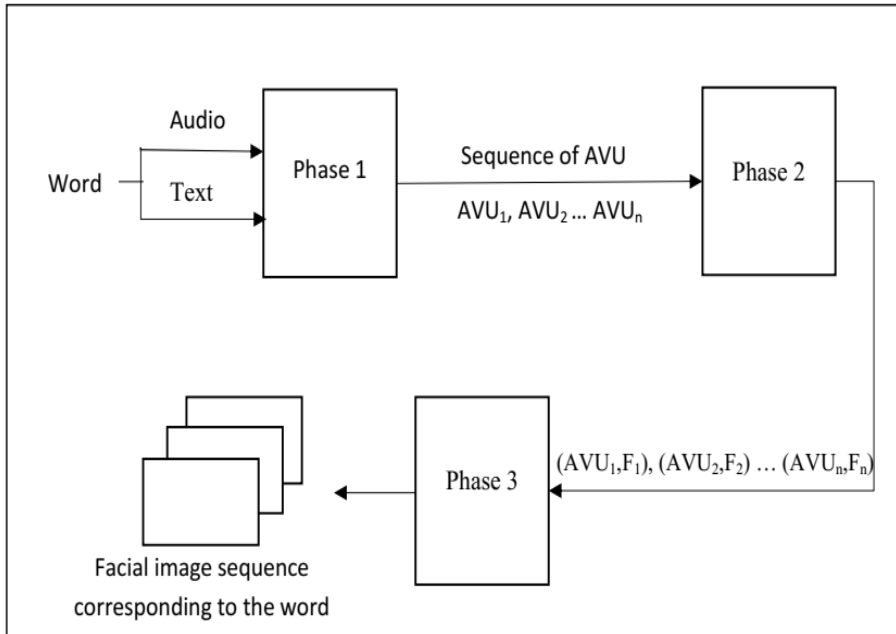 Audio
Word
Text
Phase 1
Sequence of AVU
AVU₁, AVU₂ ... AVUₙ
Phase 2
(AVU₁,F₁), (AVU₂,F₂) ... (AVUₙ,Fₙ)
Phase 3
Facial image sequence
corresponding to the word